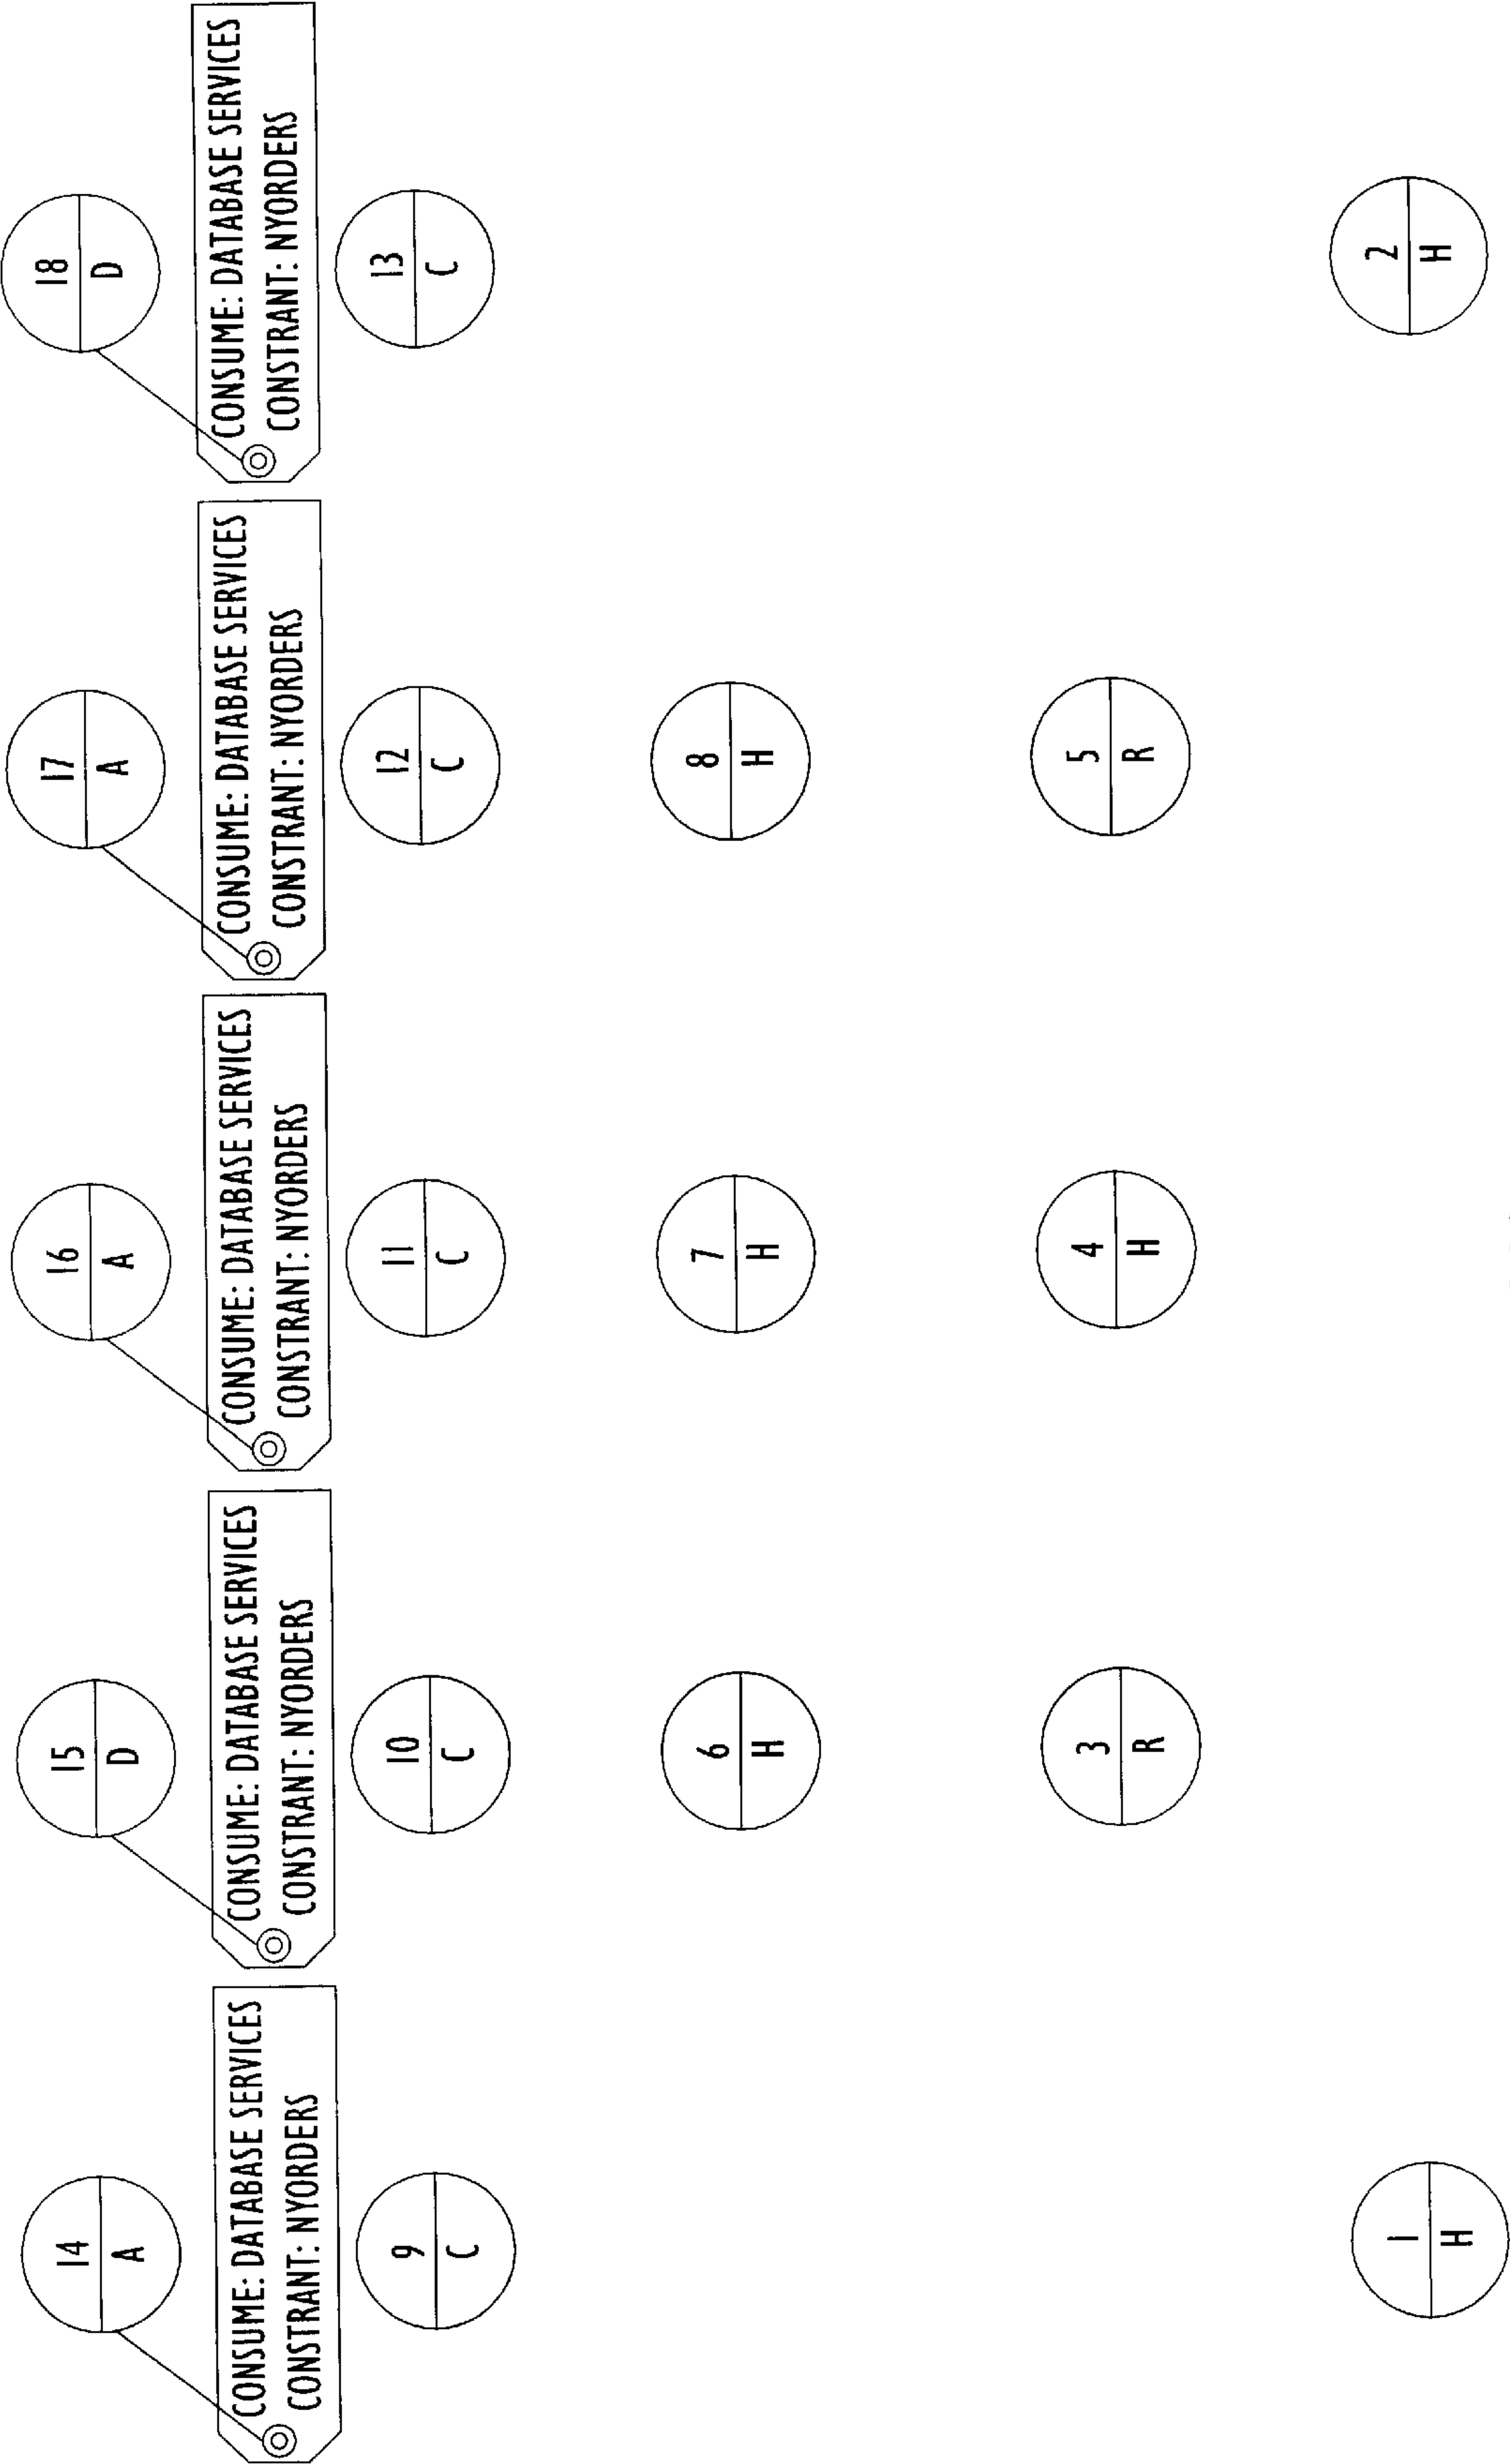 14
A
15
D
16
A
17
A
18
D
CONSUME: DATABASE SERVICES
CONSTRANT: NYORDERS
CONSUME: DATABASE SERVICES
CONSTRANT: NYORDERS
CONSUME: DATABASE SERVICES
CONSTRANT: NYORDERS
CONSUME: DATABASE SERVICES
CONSTRANT: NYORDERS
CONSUME: DATABASE SERVICES
CONSTRANT: NYORDERS
9
C
10
C
11
C
12
C
13
C
6
H
7
H
8
H
3
R
4
H
5
R
1
H
2
H